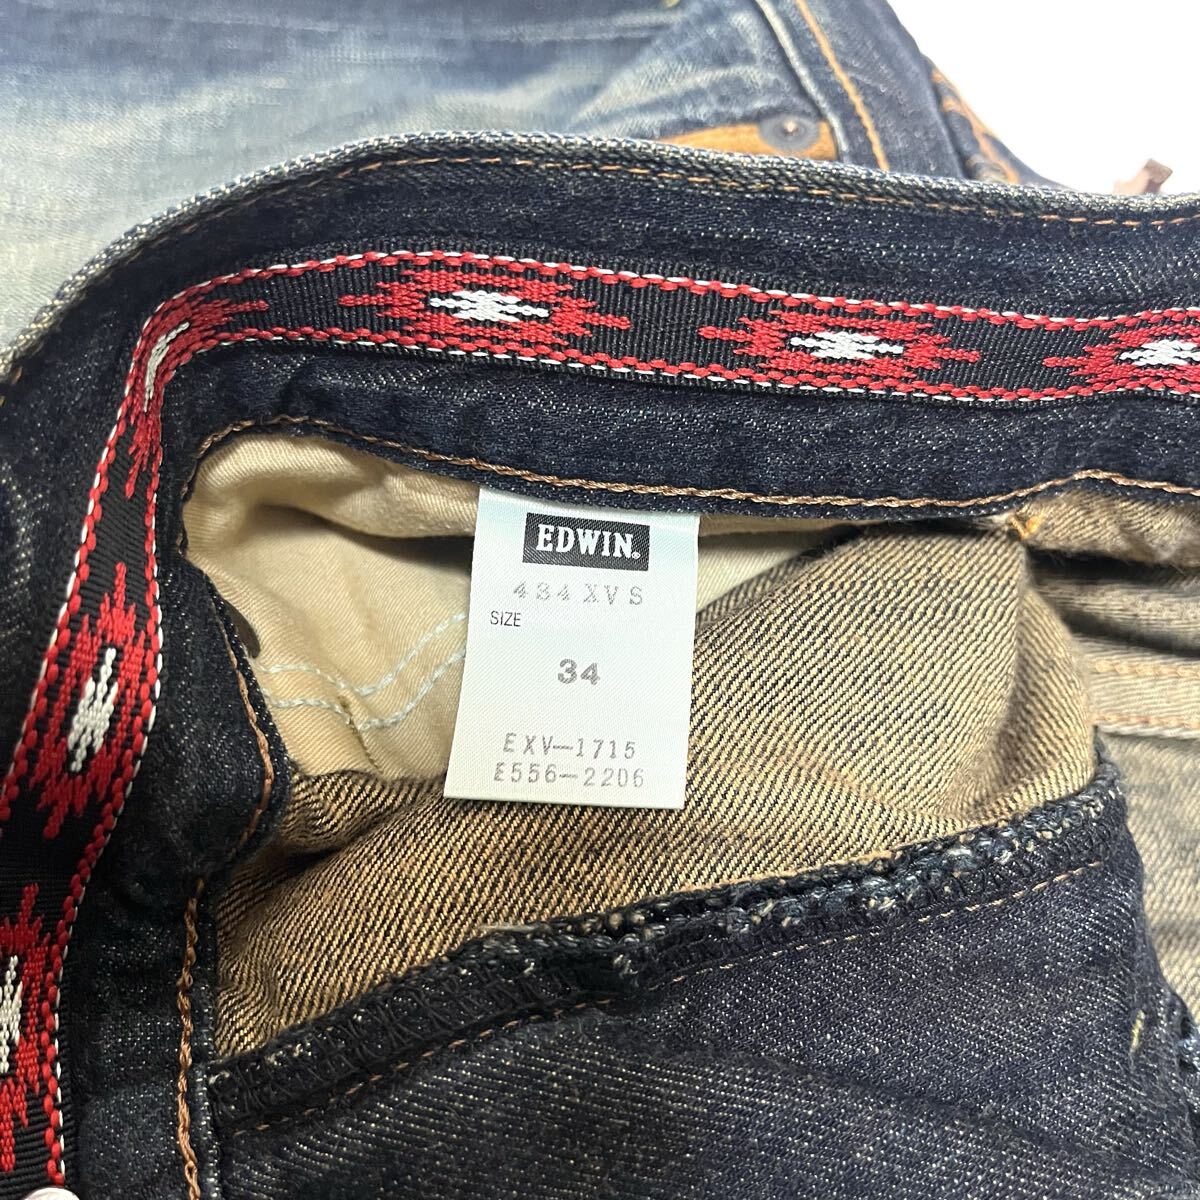 EDWIN.
434XVS
SIZE
34
EXV-1715
E556-2206